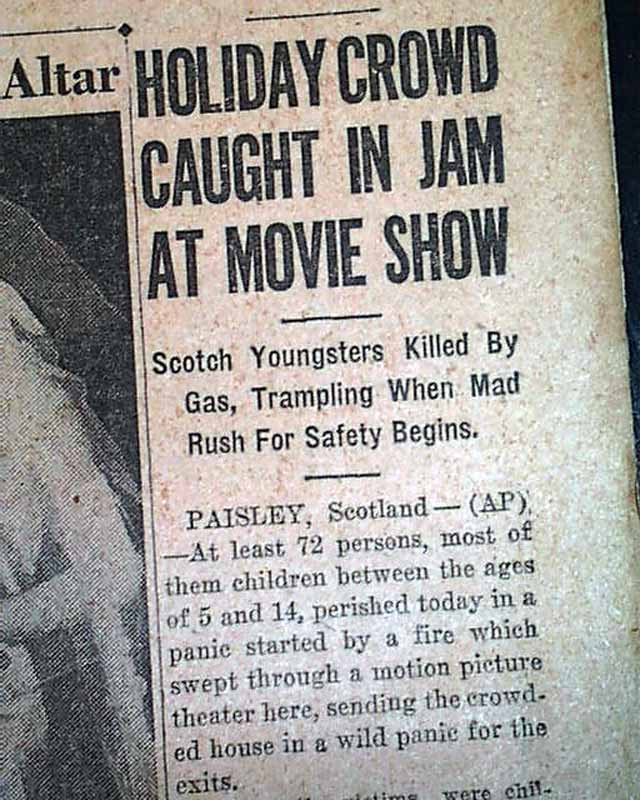 Altar
HOLIDAY CROWD
CAUGHT IN JAM
AT MOVIE SHOW
Scotch Youngsters Killed By
Gas, Trampling When Mad
Rush For Safety Begins.
PAISLEY, Scotland — (AP)
—At least 72 persons, most of
them children between the ages
of 5 and 14, perished today in a
panic started by a fire which
swept through a motion picture
theater here, sending the crowd-
ed house in a wild panic for the
exits.
were chil-